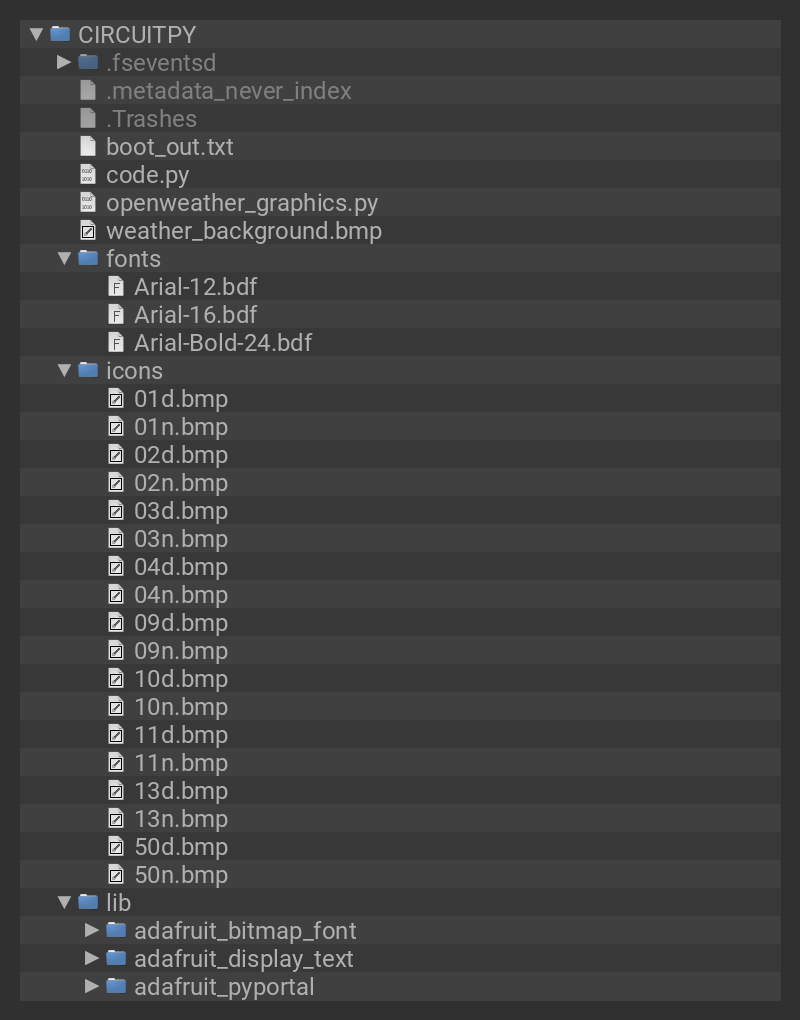 CIRCUITPY
.fseventsd
.metadata_never_index
.Trashes
boot_out.txt
code.py
openweather_graphics.py
weather_background.bmp
fonts
Arial-12.bdf
Arial-16.bdf
Arial-Bold-24.bdf
icons
01d.bmp
01n.bmp
02d.bmp
02n.bmp
03d.bmp
03n.bmp
04d.bmp
04n.bmp
09d.bmp
09n.bmp
10d.bmp
10n.bmp
11d.bmp
11n.bmp
13d.bmp
13n.bmp
50d.bmp
50n.bmp
lib
adafruit_bitmap_font
adafruit_display_text
adafruit_pyportal